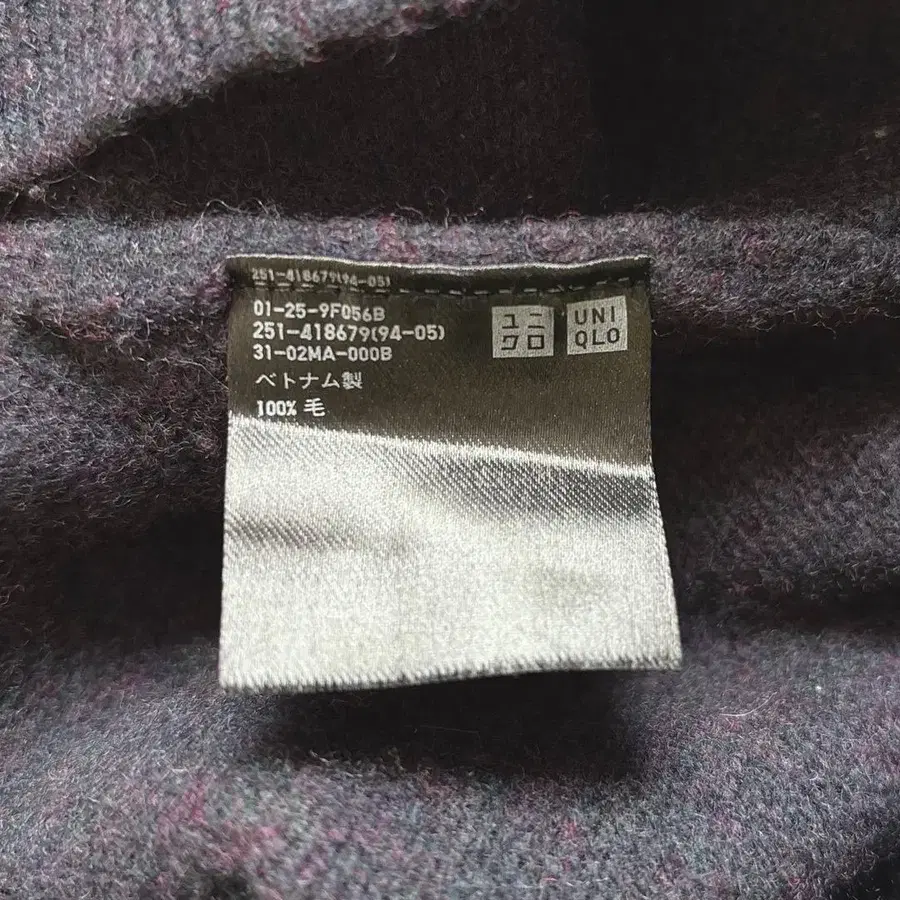 251-418679(94-05)
01-25-9F056B
251-418679(94-05)
31-02MA-000B
ベトナム製
100% 毛
ユニ
クロ
UNI
QLO